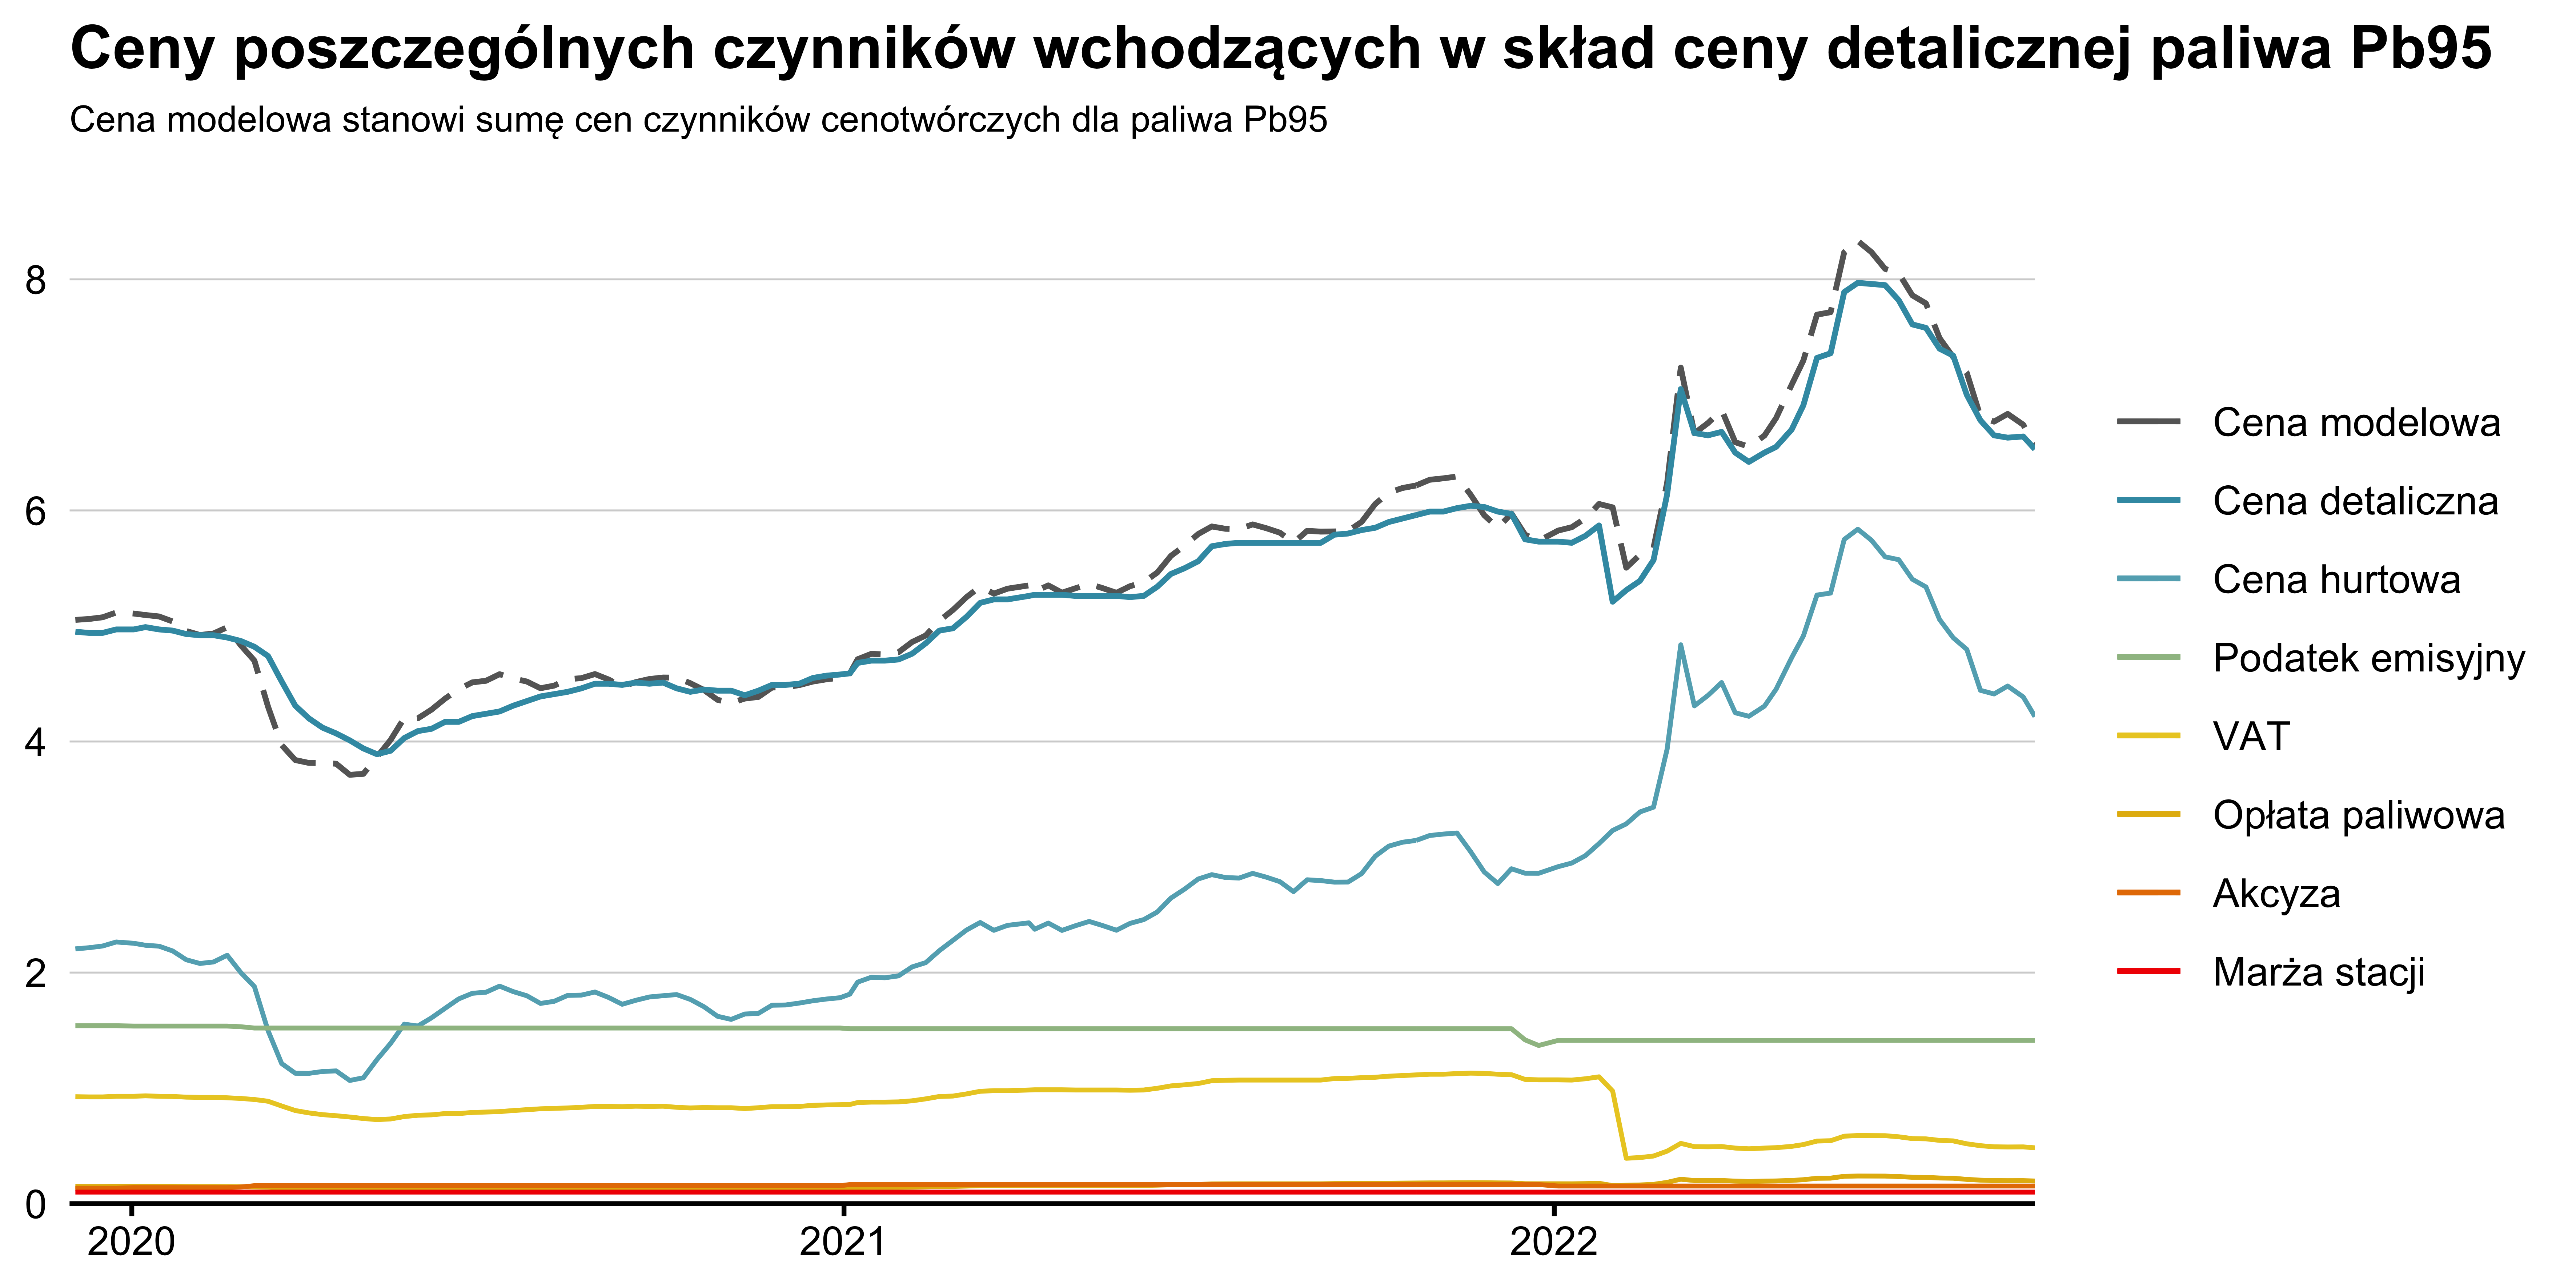 Ceny poszczególnych czynników wchodzących w skład ceny detalicznej paliwa Pb95
Cena modelowa stanowi sumę cen czynników cenotwórczych dla paliwa Pb95
8
6
4
2
0
2020
2021
2022
Cena modelowa
Cena detaliczna
Cena hurtowa
Podatek emisyjny
VAT
Opłata paliwowa
Akcyza
Marża stacji